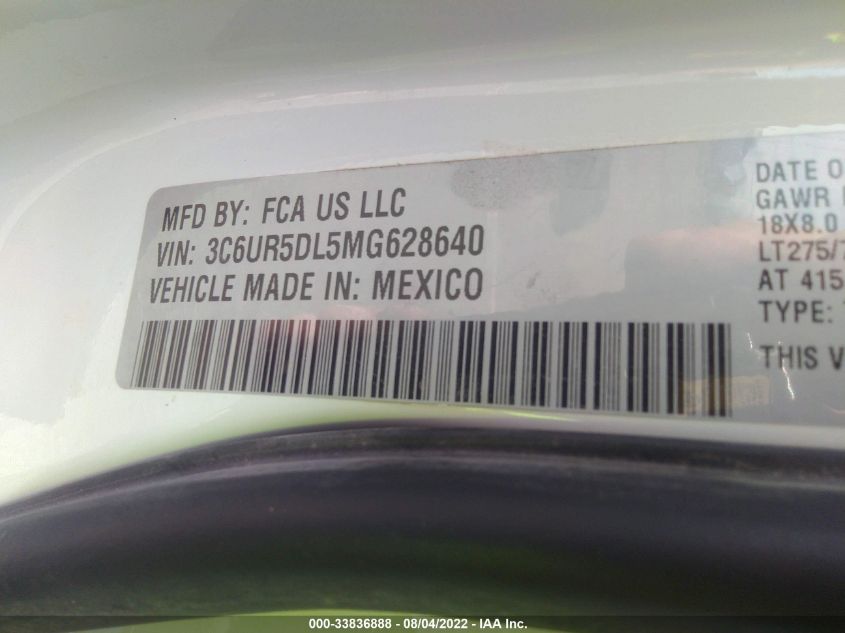 MFD BY: FCA US LLC
VIN: 3C6UR5DL5MG628640
VEHICLE MADE IN: MEXICO
DATE O
GAWR
18X8.0
LT275/7
AT 415
TYPE:
THIS V
000-33836888 - 08/04/2022 - IAA Inc.